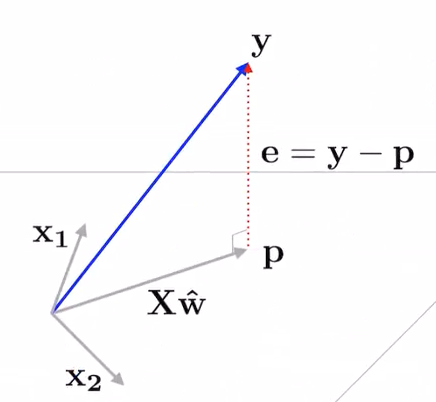 y
e = y − p
x₁
p
Xŵ
x₂